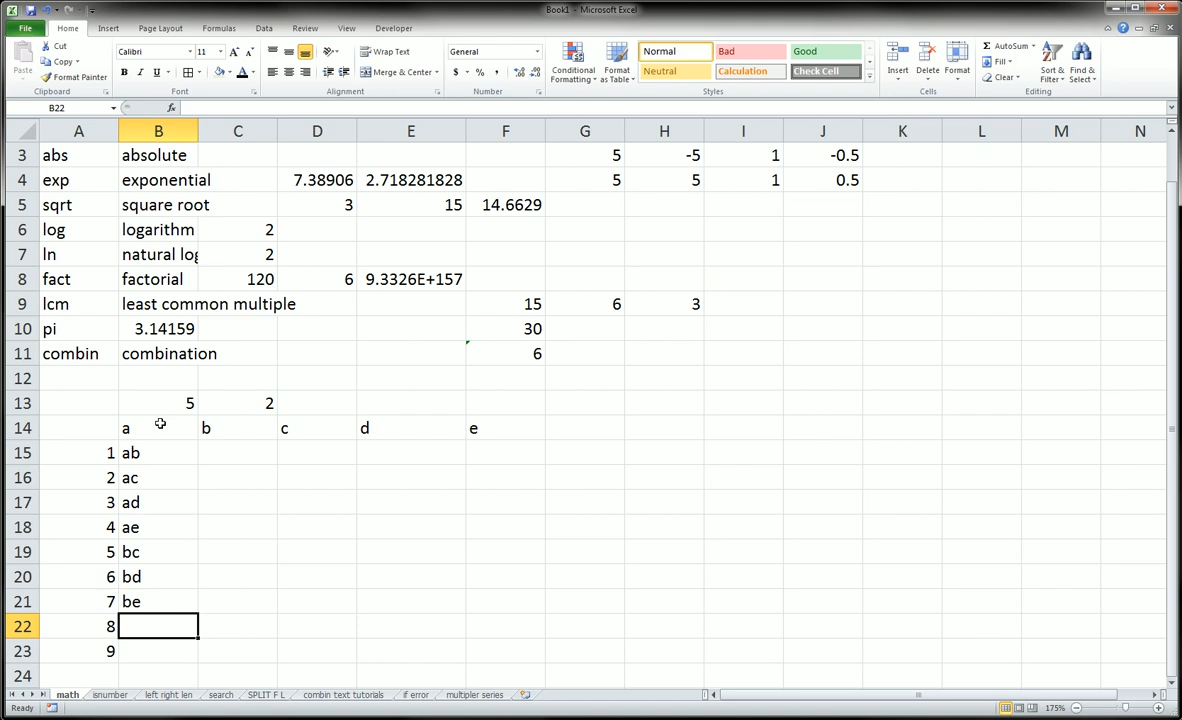 Book1 - Microsoft Excel
File Home Insert Page Layout Formulas Data Review View Developer
Cut
Copy
Format Painter
Paste
Clipboard
Calibri 11
B I U
Font
Wrap Text
Merge & Center
Alignment
General
$ % ,
Number
Conditional Formatting
Format as Table
Normal Bad Good
Neutral Calculation Check Cell
Styles
Insert Delete Format
Cells
AutoSum
Fill
Clear
Sort & Filter
Find & Select
Editing
B22 fx
A B C D E F G H I J K L M N
3 abs absolute 5 -5 1 -0.5
4 exp exponential 7.38906 2.718281828 5 5 1 0.5
5 sqrt square root 3 15 14.6629
6 log logarithm 2
7 ln natural log 2
8 fact factorial 120 6 9.3326E+157
9 lcm least common multiple 15 6 3
10 pi 3.14159 30
11 combin combination 6
12
13 5 2
14 a b c d e
15 1 ab
16 2 ac
17 3 ad
18 4 ae
19 5 bc
20 6 bd
21 7 be
22 8
23 9
24
math isnumber left right len search SPLIT F L combin text tutorials if error multipler series
Ready 175%